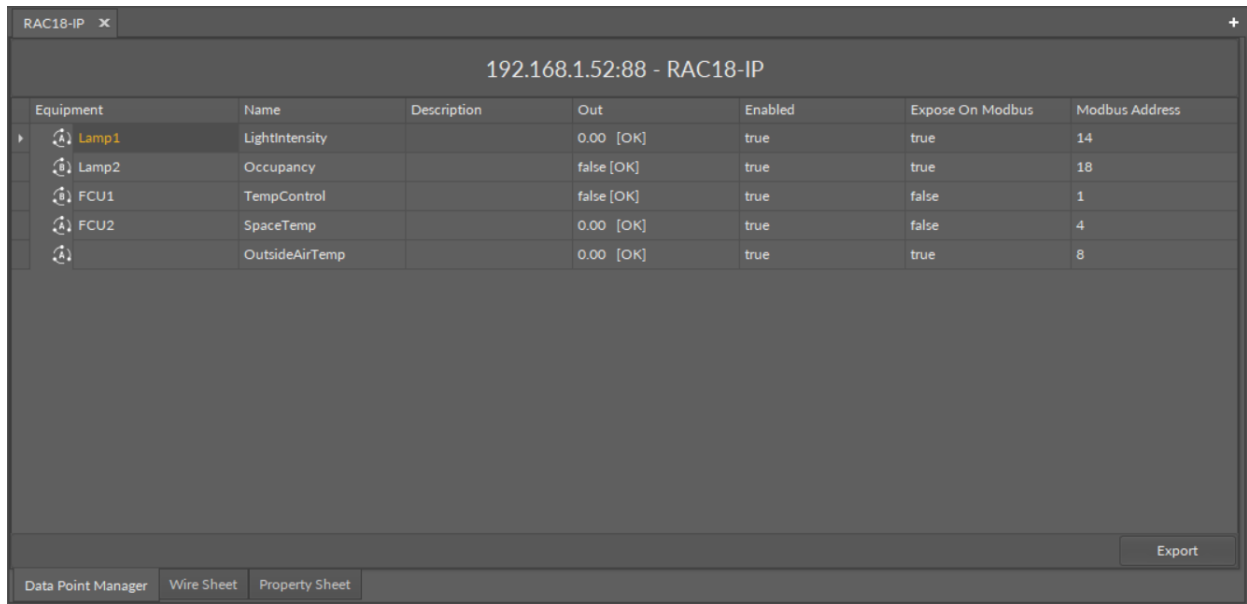 RAC18-IP ×
+
192.168.1.52:88 - RAC18-IP
Equipment Name Description Out Enabled Expose On Modbus Modbus Address
A Lamp1 LightIntensity 0.00 [OK] true true 14
B Lamp2 Occupancy false [OK] true true 18
B FCU1 TempControl false [OK] true false 1
A FCU2 SpaceTemp 0.00 [OK] true false 4
A OutsideAirTemp 0.00 [OK] true true 8
Export
Data Point Manager Wire Sheet Property Sheet